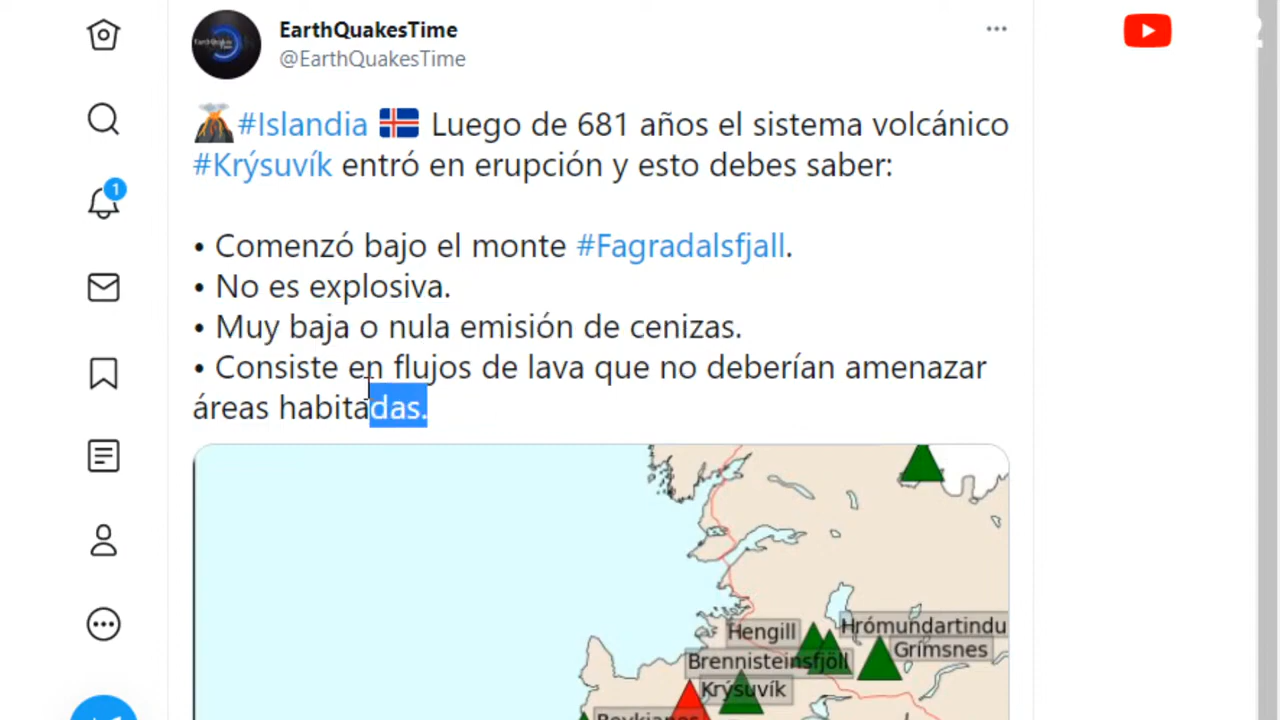 EarthQuakesTime
@EarthQuakesTime
#Islandia Luego de 681 años el sistema volcánico
#Krýsuvík entró en erupción y esto debes saber:
• Comenzó bajo el monte #Fagradalsfjall.
• No es explosiva.
• Muy baja o nula emisión de cenizas.
• Consiste en flujos de lava que no deberían amenazar
áreas habitadas.
1
Hengill
Hrómundartindu
Grímsnes
Brennisteinsfjöll
Krýsuvík
Reykjanes